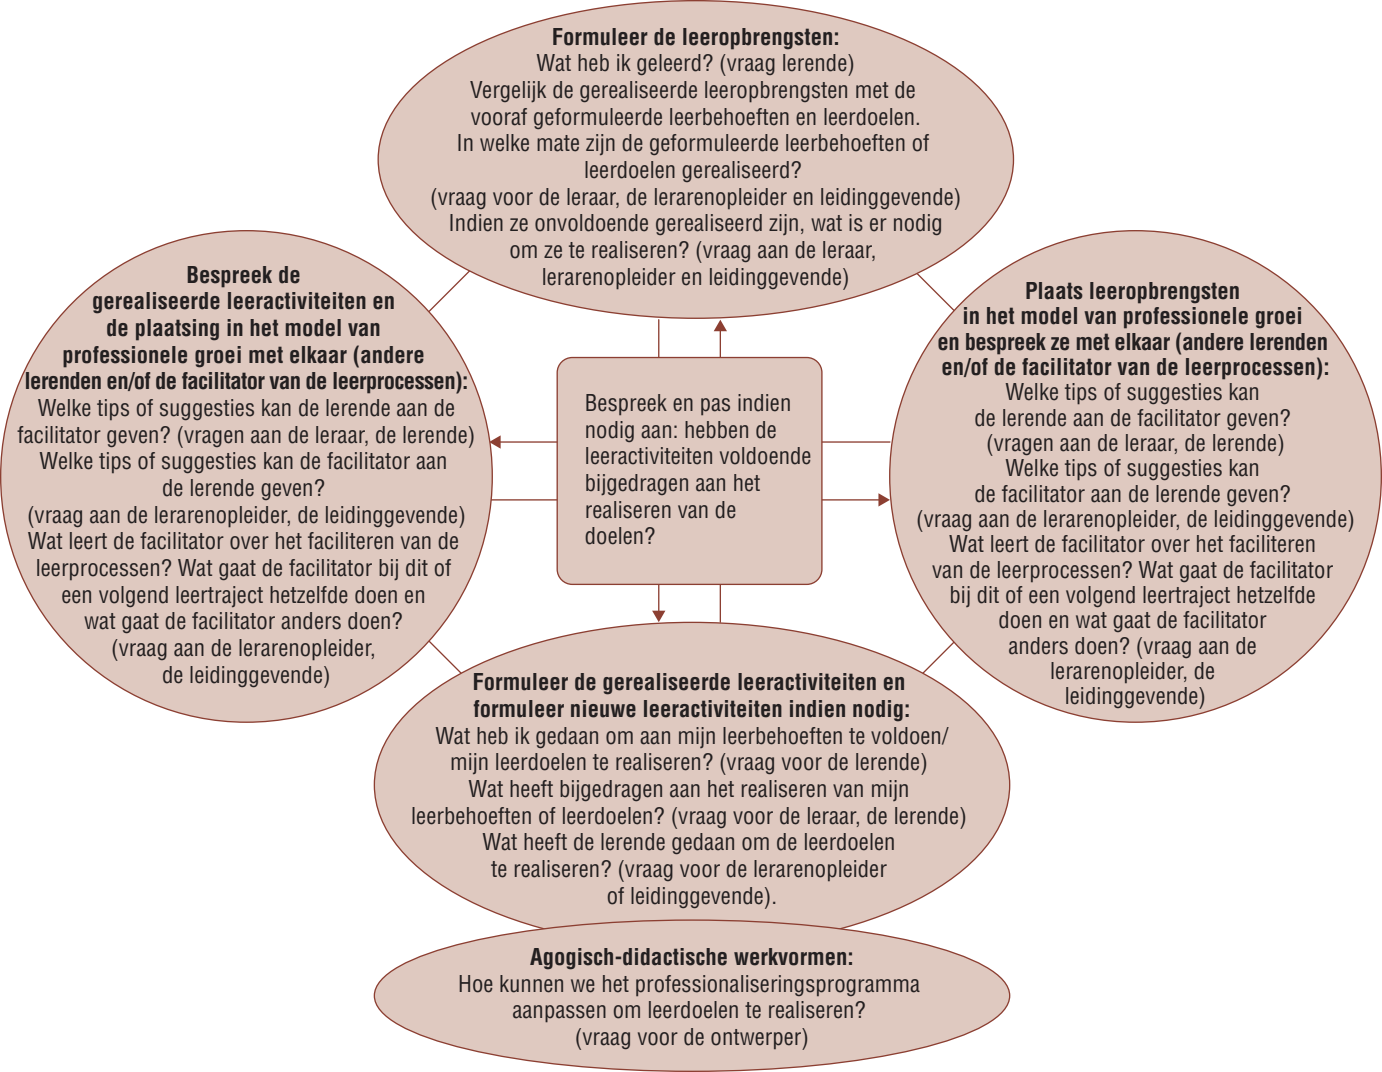 Formuleer de leeropbrengsten:
Wat heb ik geleerd? (vraag lerende)
Vergelijk de gerealiseerde leeropbrengsten met de
vooraf geformuleerde leerbehoeften en leerdoelen.
In welke mate zijn de geformuleerde leerbehoeften of
leerdoelen gerealiseerd?
(vraag voor de leraar, de lerarenopleider en leidinggevende)
Indien ze onvoldoende gerealiseerd zijn, wat is er nodig
om ze te realiseren? (vraag aan de leraar,
lerarenopleider en leidinggevende)
Bespreek de
gerealiseerde leeractiviteiten en
de plaatsing in het model van
professionele groei met elkaar (andere
lerenden en/of de facilitator van de leerprocessen):
Welke tips of suggesties kan de lerende aan de
facilitator geven? (vragen aan de leraar, de lerende)
Welke tips of suggesties kan de facilitator aan
de lerende geven?
(vraag aan de lerarenopleider, de leidinggevende)
Wat leert de facilitator over het faciliteren van de
leerprocessen? Wat gaat de facilitator bij dit of
een volgend leertraject hetzelfde doen en
wat gaat de facilitator anders doen?
(vraag aan de lerarenopleider,
de leidinggevende)
Bespreek en pas indien
nodig aan: hebben de
leeractiviteiten voldoende
bijgedragen aan het
realiseren van de
doelen?
Plaats leeropbrengsten
in het model van professionele groei
en bespreek ze met elkaar (andere lerenden
en/of de facilitator van de leerprocessen):
Welke tips of suggesties kan
de lerende aan de facilitator geven?
(vragen aan de leraar, de lerende)
Welke tips of suggesties kan
de facilitator aan de lerende geven?
(vraag aan de lerarenopleider, de leidinggevende)
Wat leert de facilitator over het faciliteren
van de leerprocessen? Wat gaat de facilitator
bij dit of een volgend leertraject hetzelfde
doen en wat gaat de facilitator
anders doen? (vraag aan de
lerarenopleider, de
leidinggevende)
Formuleer de gerealiseerde leeractiviteiten en
formuleer nieuwe leeractiviteiten indien nodig:
Wat heb ik gedaan om aan mijn leerbehoeften te voldoen/
mijn leerdoelen te realiseren? (vraag voor de lerende)
Wat heeft bijgedragen aan het realiseren van mijn
leerbehoeften of leerdoelen? (vraag voor de leraar, de lerende)
Wat heeft de lerende gedaan om de leerdoelen
te realiseren? (vraag voor de lerarenopleider
of leidinggevende).
Agogisch-didactische werkvormen:
Hoe kunnen we het professionaliseringsprogramma
aanpassen om leerdoelen te realiseren?
(vraag voor de ontwerper)